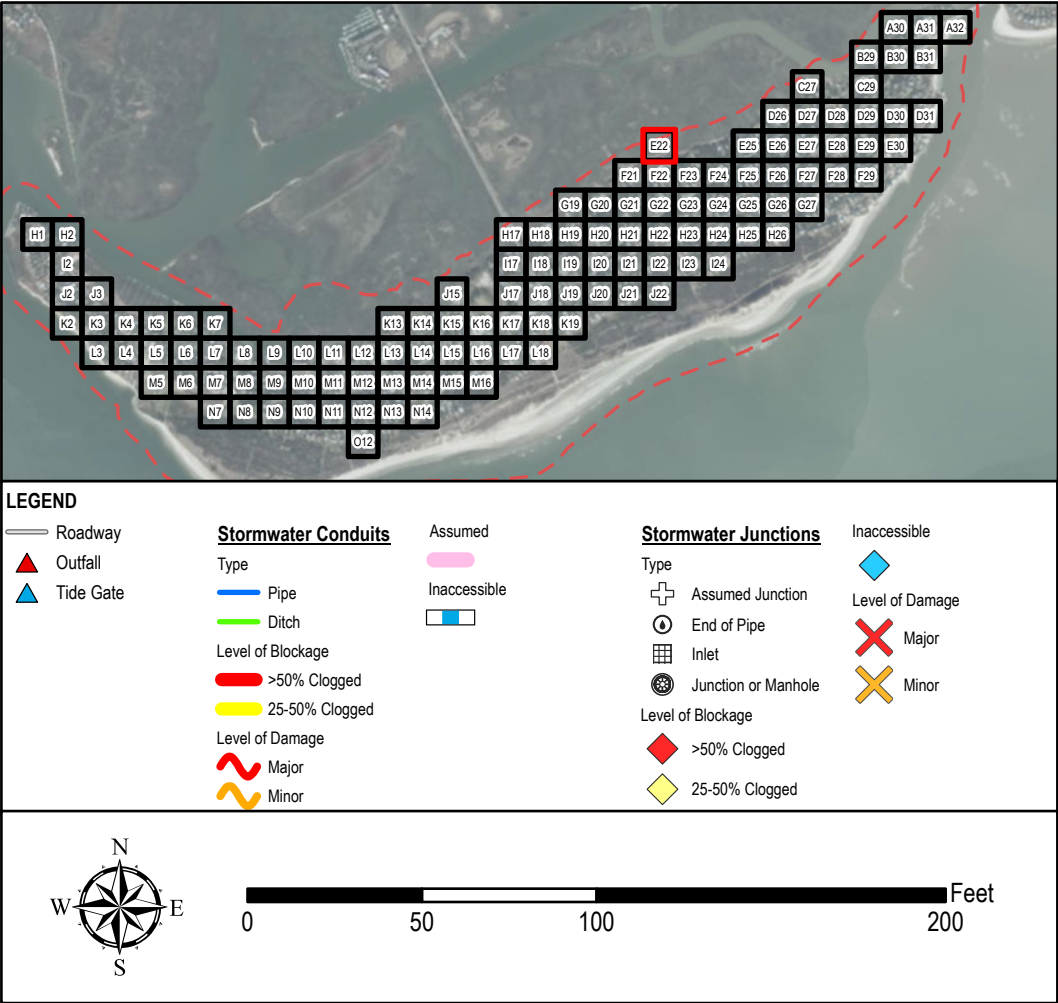 A30 A31 A32
B29 B30 B31
C27 C29
D26 D27 D28 D29 D30 D31
E22 E25 E26 E27 E28 E29 E30
F21 F22 F23 F24 F25 F26 F27 F28 F29
G19 G20 G21 G22 G23 G24 G25 G26 G27
H1 H2 H17 H18 H19 H20 H21 H22 H23 H24 H25 H26
I2 I17 I18 I19 I20 I21 I22 I23 I24
J2 J3 J15 J17 J18 J19 J20 J21 J22
K2 K3 K4 K5 K6 K7 K13 K14 K15 K16 K17 K18 K19
L3 L4 L5 L6 L7 L8 L9 L10 L11 L12 L13 L14 L15 L16 L17 L18
M5 M6 M7 M8 M9 M10 M11 M12 M13 M14 M15 M16
N7 N8 N9 N10 N11 N12 N13 N14
O12
LEGEND
Roadway
Outfall
Tide Gate
Stormwater Conduits
Type
Pipe
Ditch
Level of Blockage
>50% Clogged
25-50% Clogged
Level of Damage
Major
Minor
Assumed
Inaccessible
Stormwater Junctions
Type
Assumed Junction
End of Pipe
Inlet
Junction or Manhole
Level of Blockage
>50% Clogged
25-50% Clogged
Inaccessible
Level of Damage
Major
Minor
N
W E
S
Feet
0 50 100 200